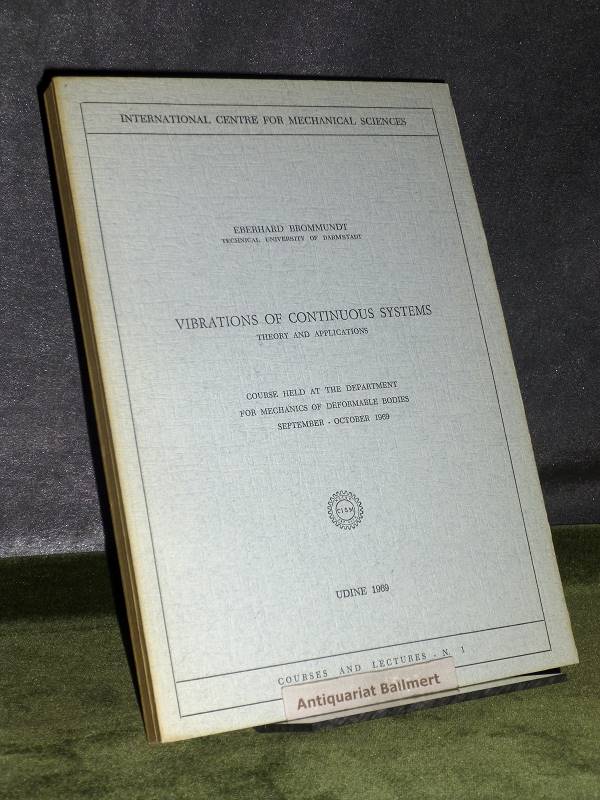 INTERNATIONAL CENTRE FOR MECHANICAL SCIENCES
EBERHARD BROMMUNDT
TECHNICAL UNIVERSITY OF DARMSTADT
VIBRATIONS OF CONTINUOUS SYSTEMS
THEORY AND APPLICATIONS
COURSE HELD AT THE DEPARTMENT
FOR MECHANICS OF DEFORMABLE BODIES
SEPTEMBER - OCTOBER 1969
CISM
UDINE 1969
COURSES AND LECTURES - N. 1
Antiquariat Ballmert